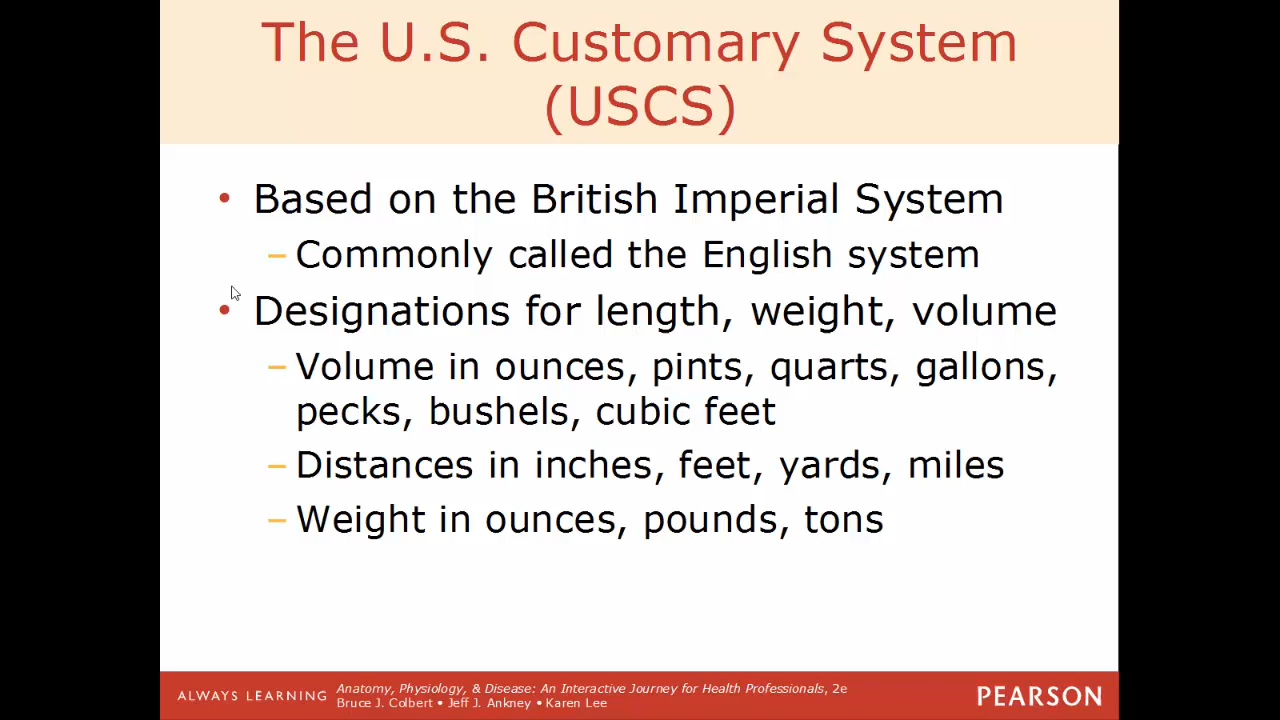 The U.S. Customary System
(USCS)
• Based on the British Imperial System
– Commonly called the English system
• Designations for length, weight, volume
– Volume in ounces, pints, quarts, gallons,
pecks, bushels, cubic feet
– Distances in inches, feet, yards, miles
– Weight in ounces, pounds, tons
ALWAYS LEARNING
Anatomy, Physiology, & Disease: An Interactive Journey for Health Professionals, 2e
Bruce J. Colbert • Jeff J. Ankney • Karen Lee
PEARSON